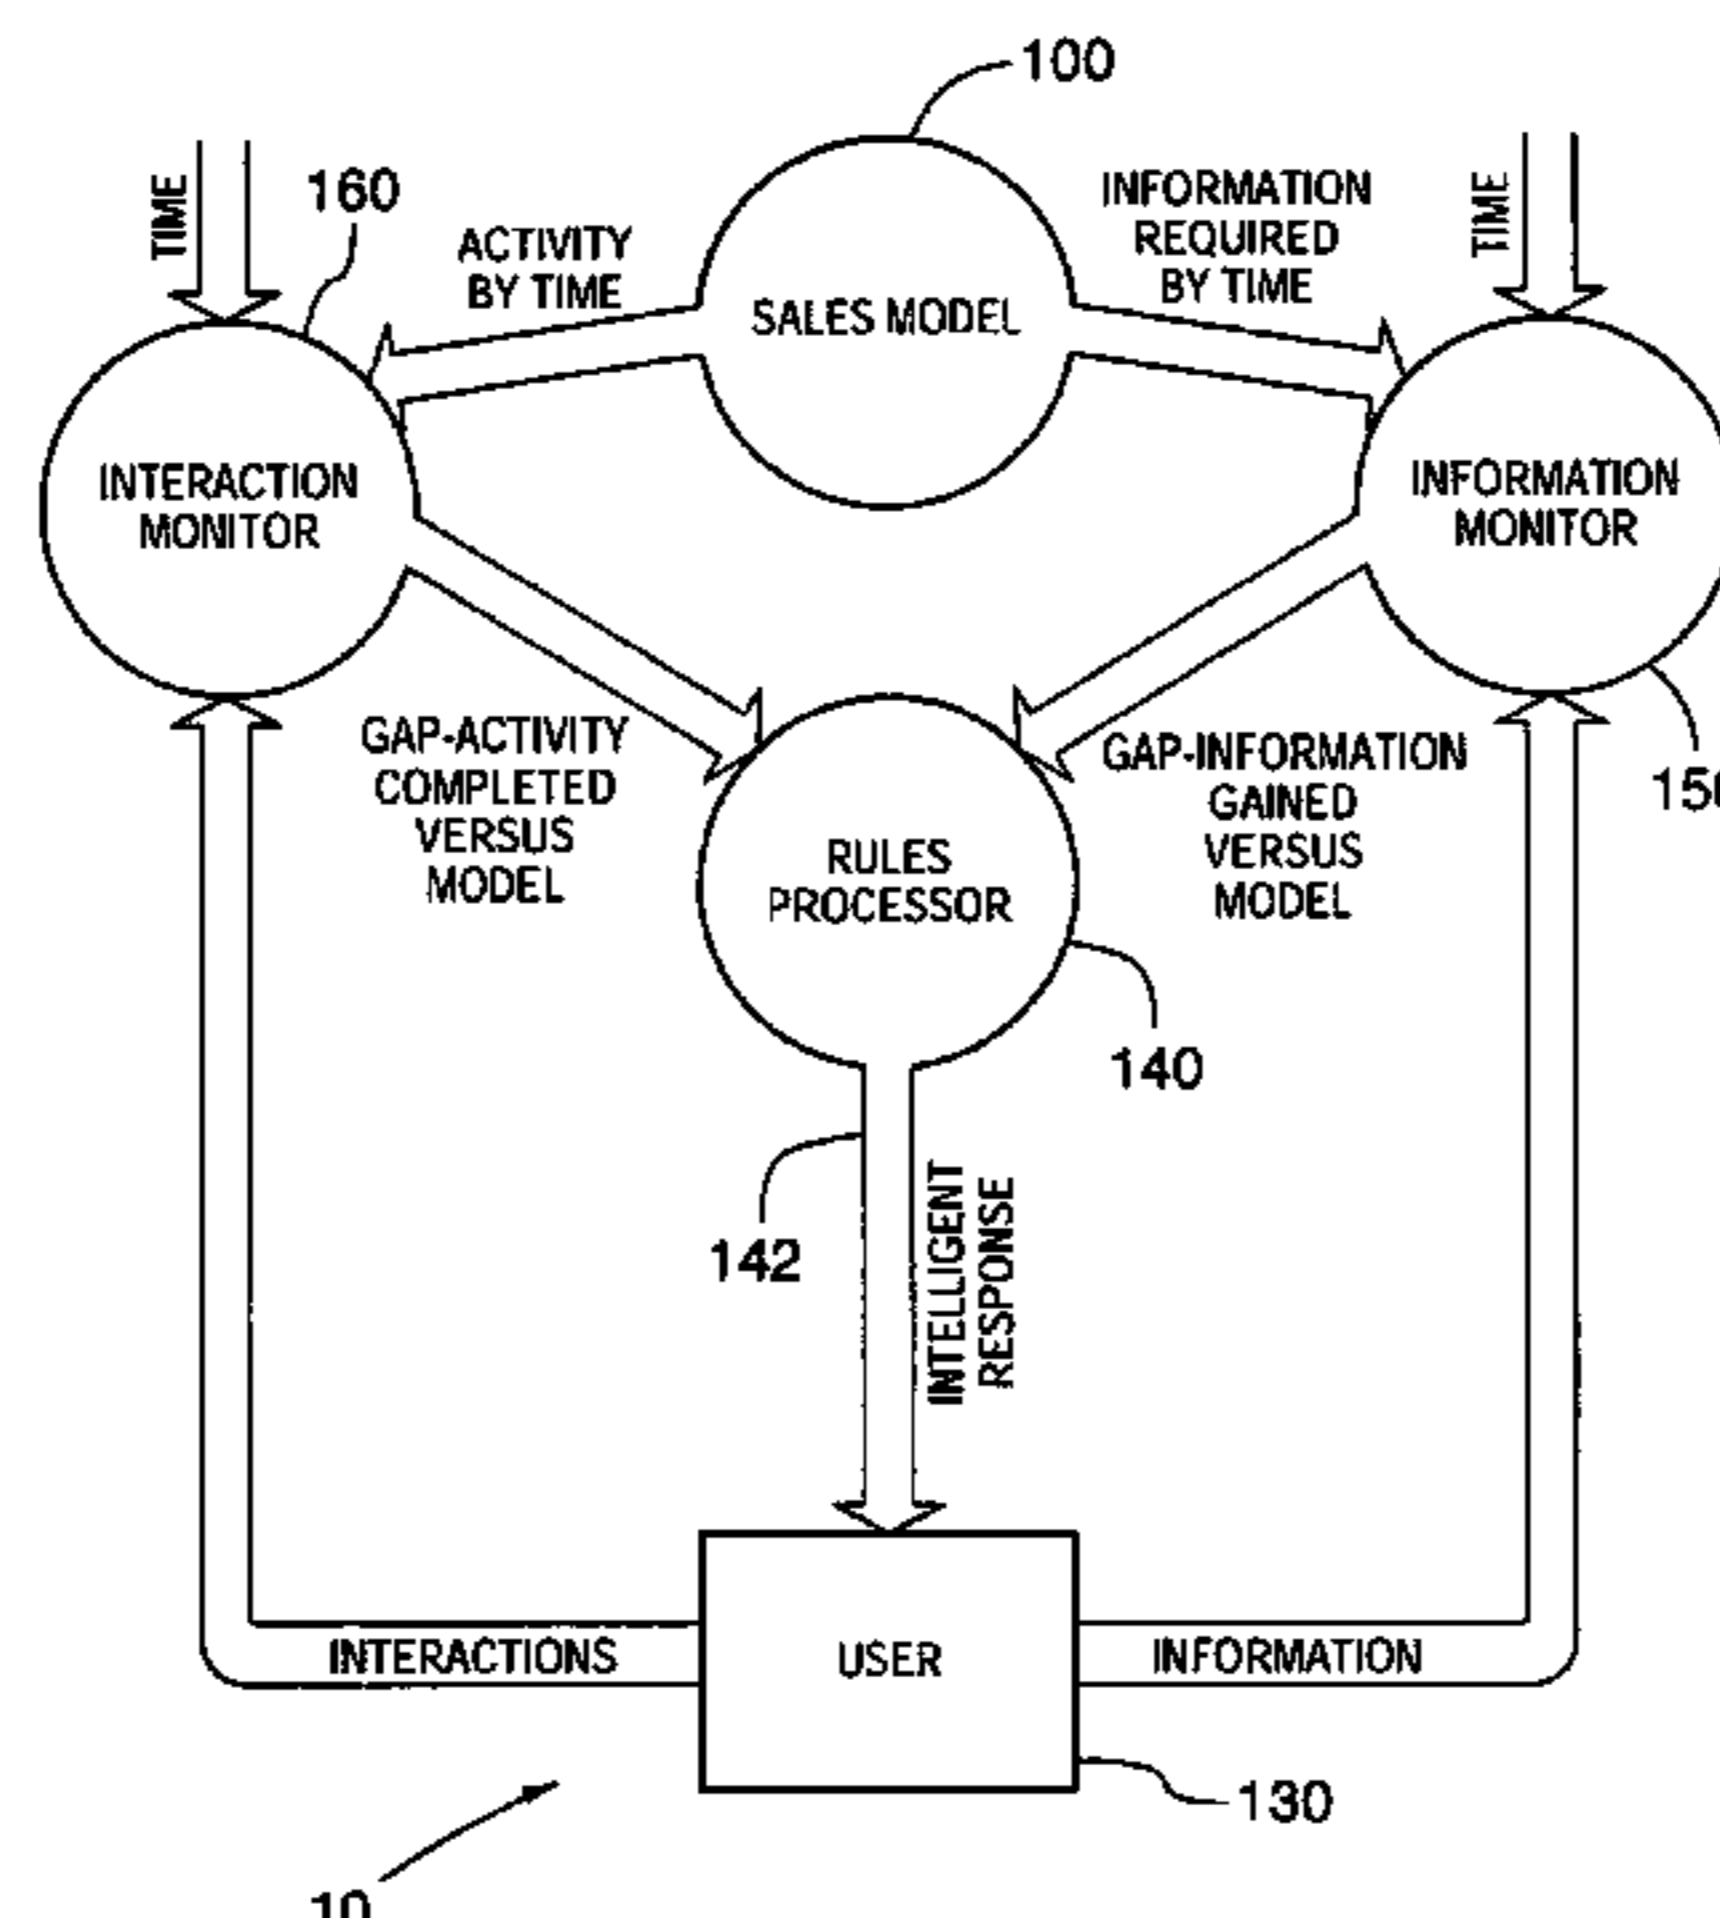 100
TIME
160
ACTIVITY
BY TIME
INFORMATION
REQUIRED
BY TIME
TIME
SALES MODEL
INTERACTION
MONITOR
INFORMATION
MONITOR
GAP-ACTIVITY
COMPLETED
VERSUS
MODEL
GAP-INFORMATION
GAINED
VERSUS
MODEL
RULES
PROCESSOR
140
142
INTELLIGENT
RESPONSE
INTERACTIONS
USER
INFORMATION
130
10